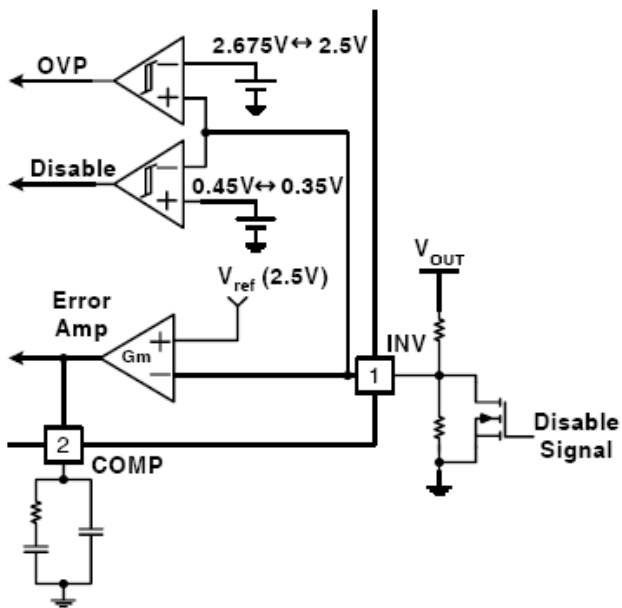 2.675V↔2.5V
OVP
−
+
Disable
−
+
0.45V↔0.35V
Vref (2.5V)
VOUT
Error
Amp
Gm
+
−
INV
1
Disable
Signal
2
COMP